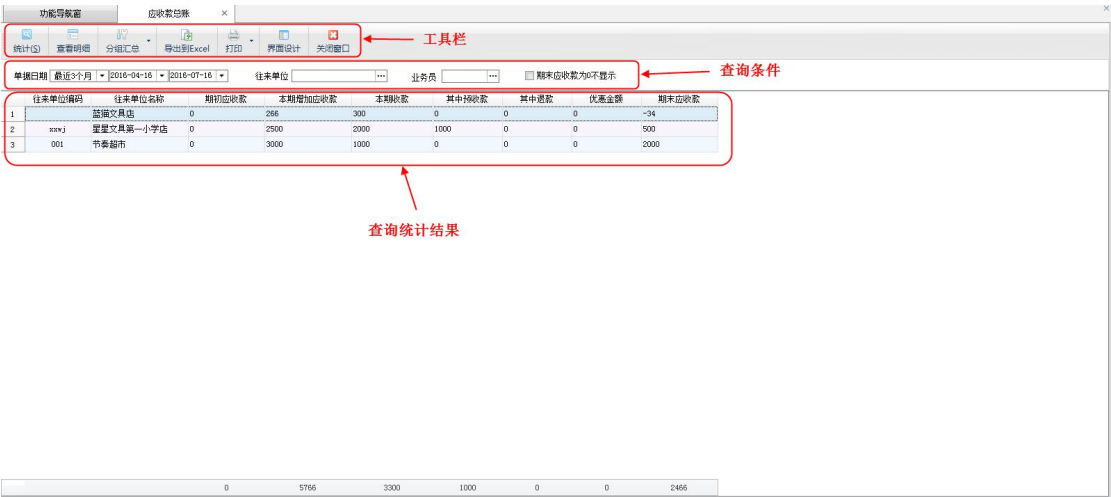 功能导航窗 应收款总账 ×
×
统计(S) 查看明细 分组汇总 导出到Excel 打印 界面设计 关闭窗口
工具栏
单据日期 最近3个月 2016-04-16 2016-07-16 往来单位 ... 业务员 ... 期末应收款为0不显示
查询条件
往来单位编码 往来单位名称 期初应收款 本期增加应收款 本期收款 其中预收款 其中退款 优惠金额 期末应收款
1 蓝猫文具店 0 266 300 0 0 0 -34
2 xxwj 星星文具第一小学店 0 2500 2000 1000 0 0 500
3 001 节奏超市 0 3000 1000 0 0 0 2000
查询统计结果
0 5766 3300 1000 0 0 2466